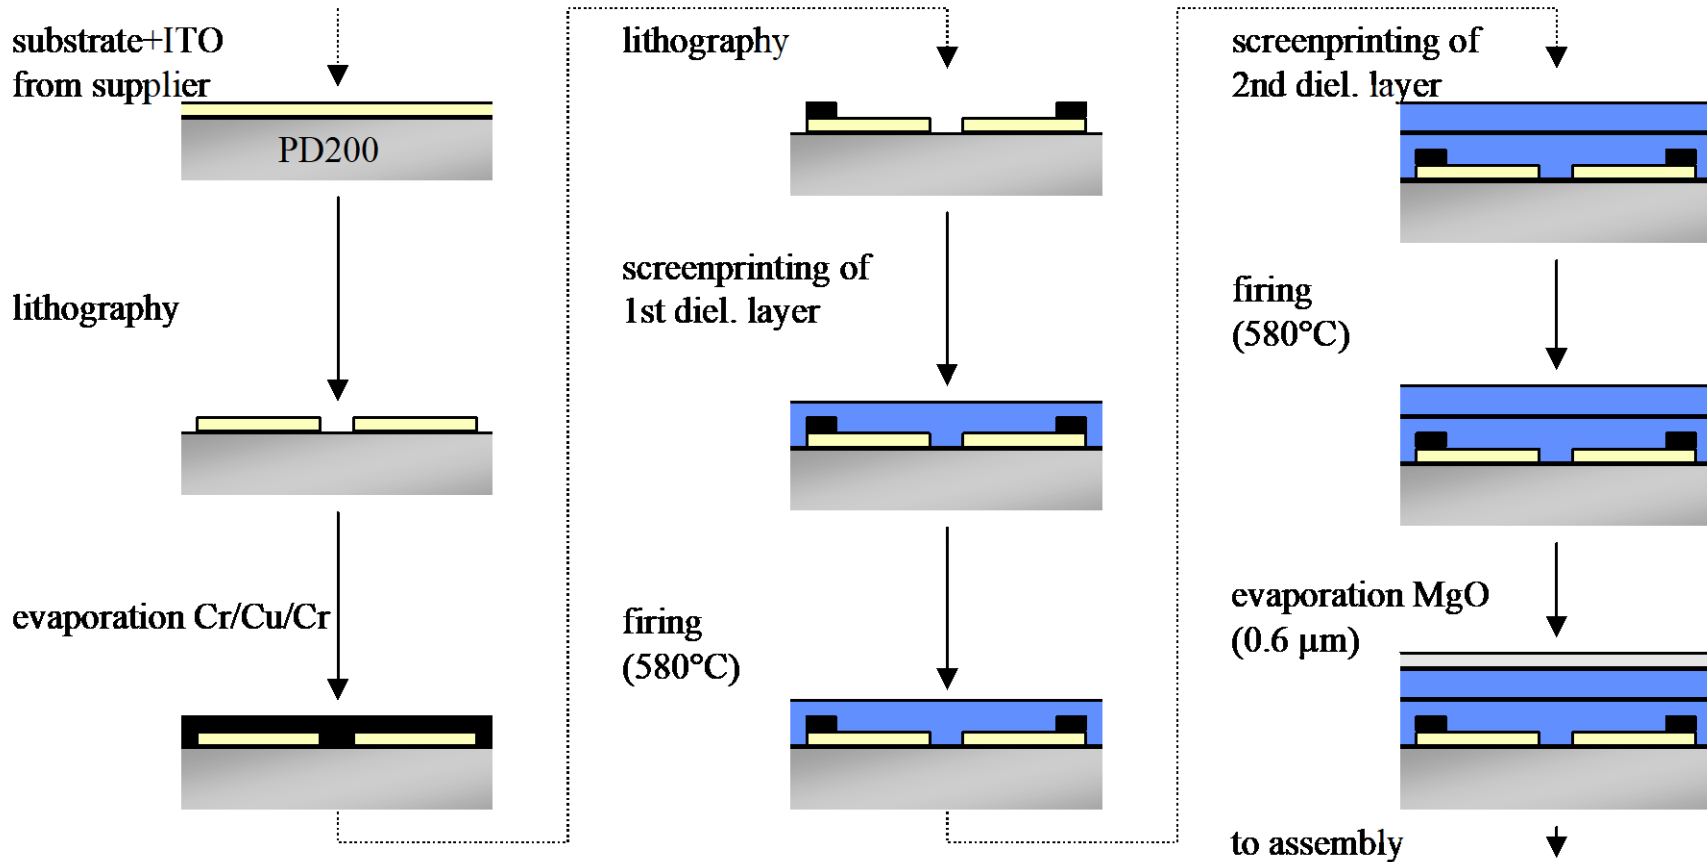 substrate+ITO
from supplier
PD200
lithography
evaporation Cr/Cu/Cr
lithography
screenprinting of
1st diel. layer
firing
(580°C)
screenprinting of
2nd diel. layer
firing
(580°C)
evaporation MgO
(0.6 µm)
to assembly